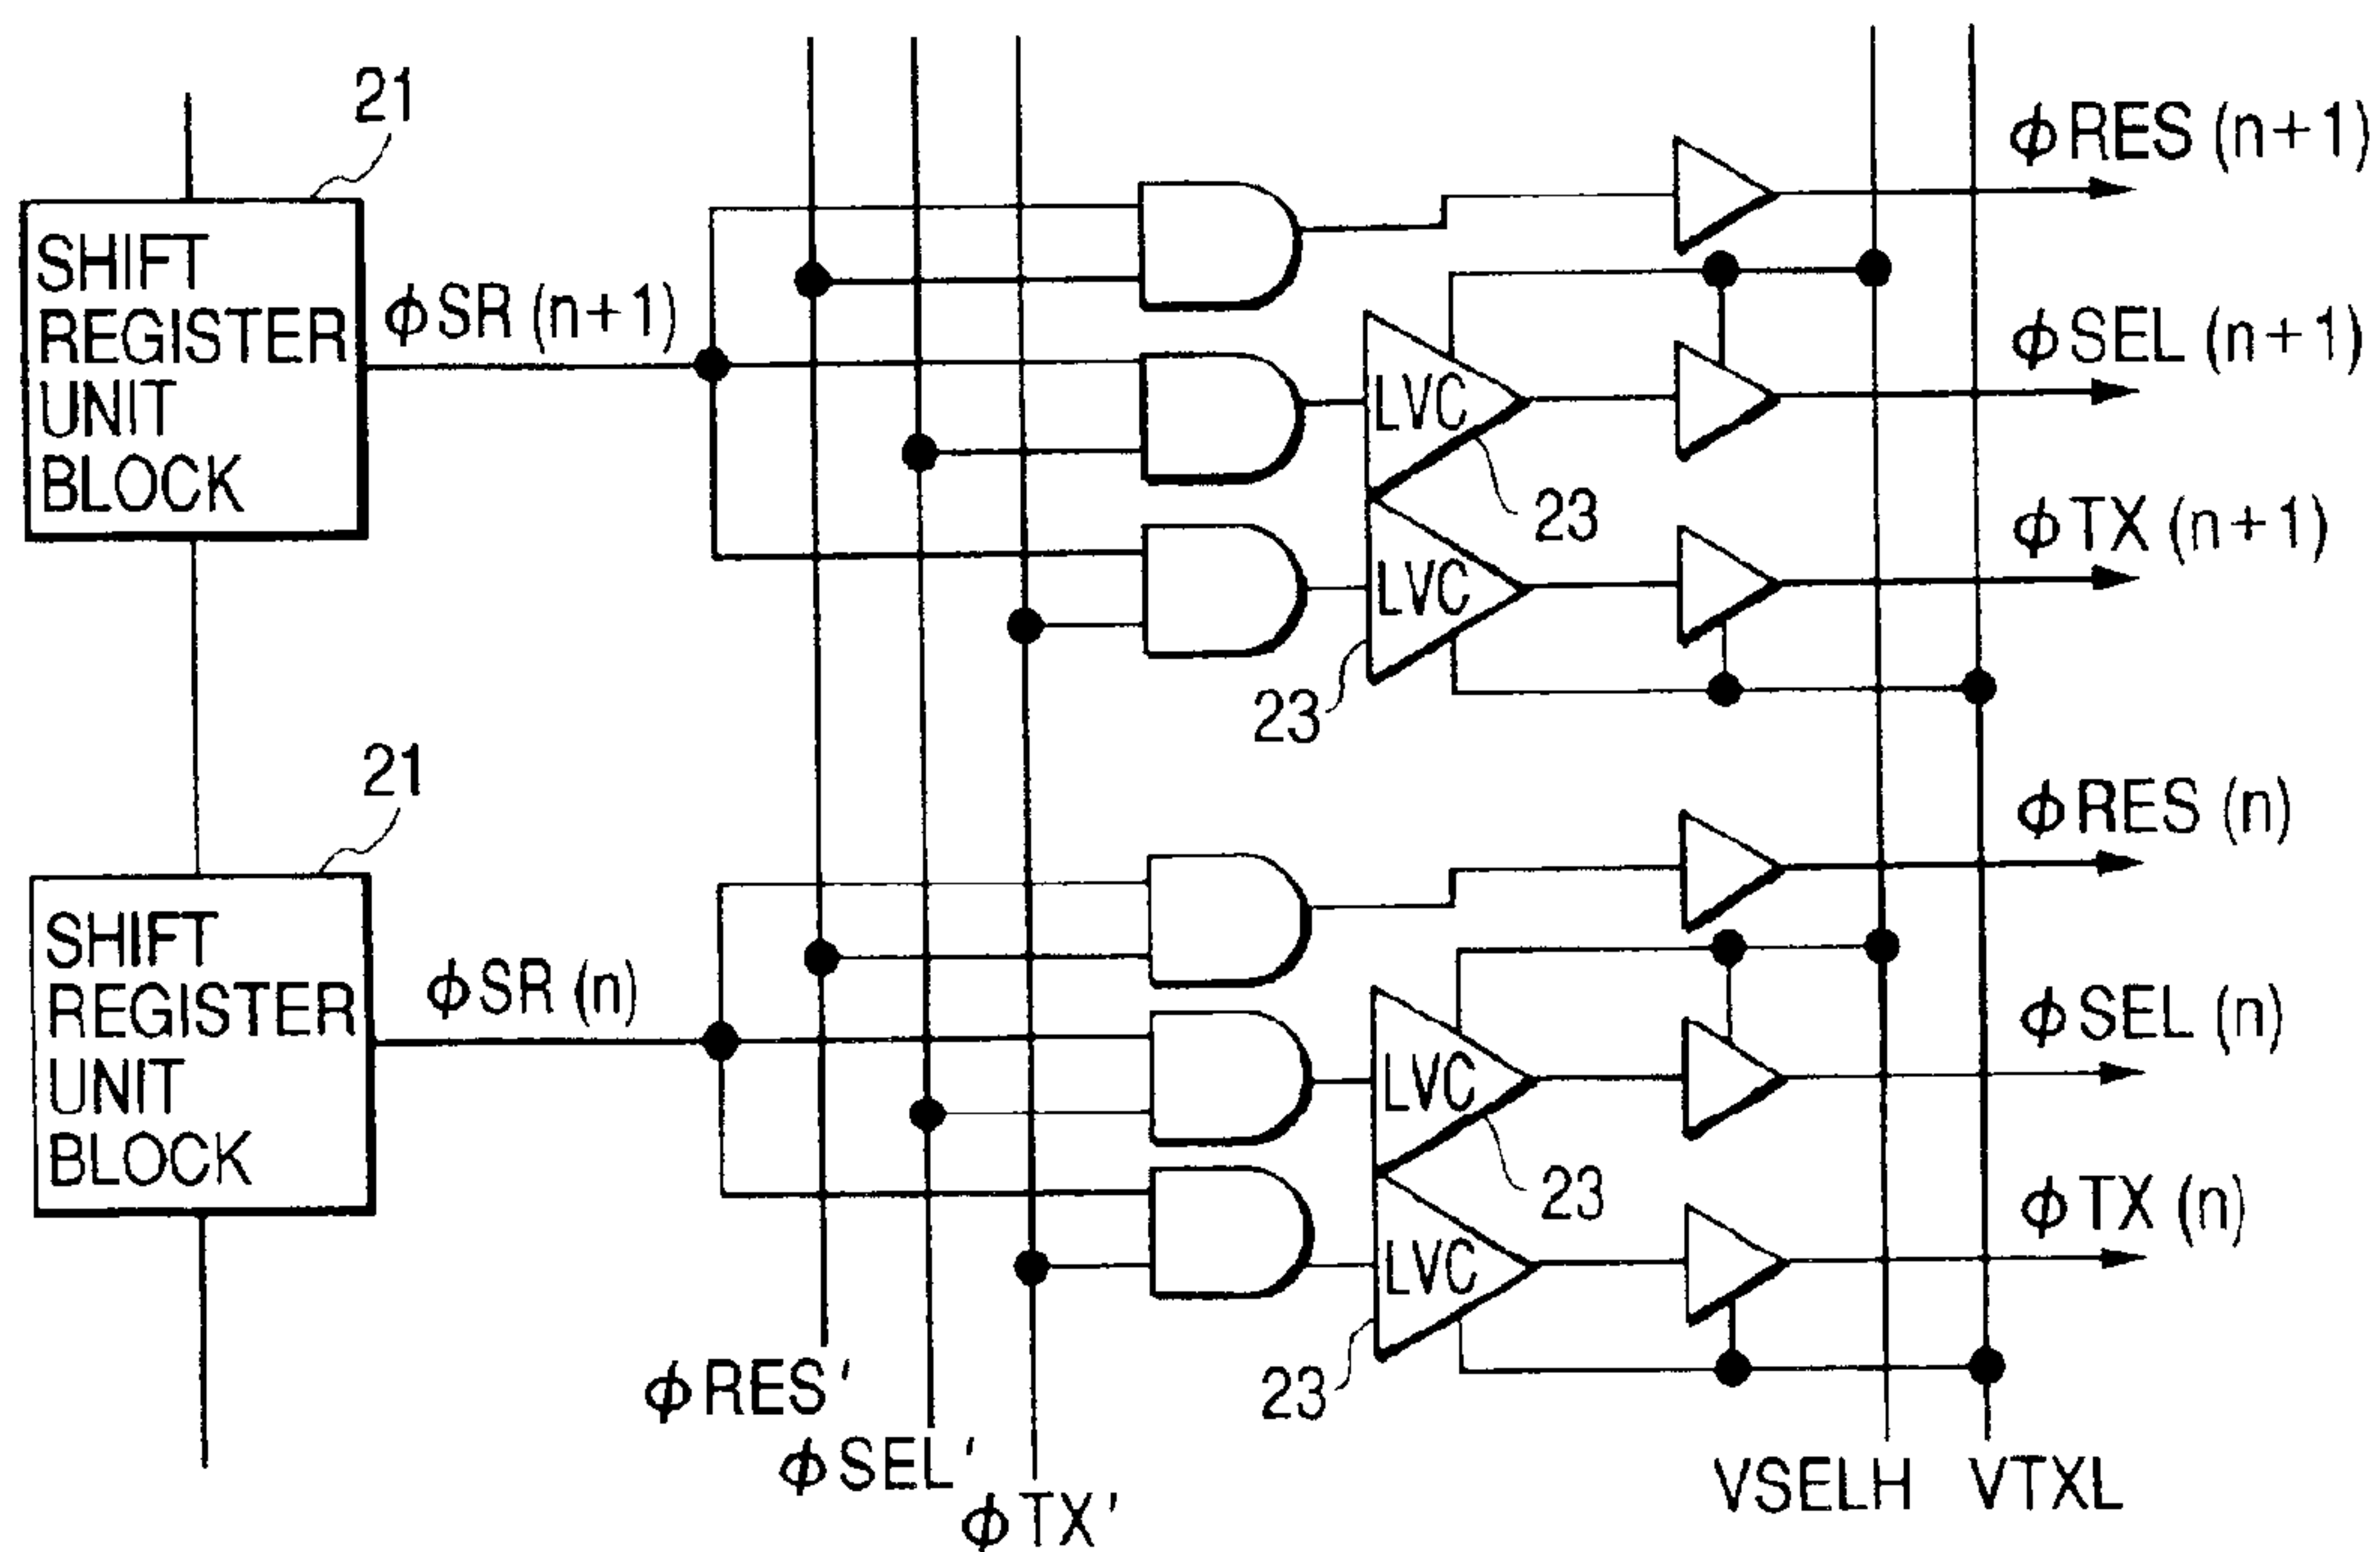 21
SHIFT
REGISTER
UNIT
BLOCK
ϕSR (n+1)
ϕRES (n+1)
ϕSEL (n+1)
ϕTX (n+1)
LVC
23
LVC
23
21
SHIFT
REGISTER
UNIT
BLOCK
ϕSR (n)
ϕRES (n)
ϕSEL (n)
ϕTX (n)
LVC
23
LVC
23
ϕRES'
ϕSEL'
ϕTX'
VSELH
VTXL